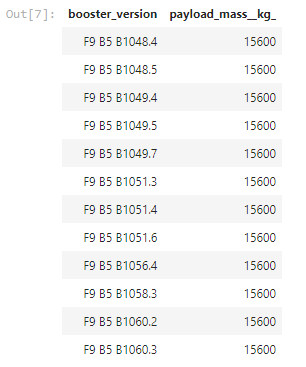 Out[7]: booster_version payload_mass__kg_
F9 B5 B1048.4 15600
F9 B5 B1048.5 15600
F9 B5 B1049.4 15600
F9 B5 B1049.5 15600
F9 B5 B1049.7 15600
F9 B5 B1051.3 15600
F9 B5 B1051.4 15600
F9 B5 B1051.6 15600
F9 B5 B1056.4 15600
F9 B5 B1058.3 15600
F9 B5 B1060.2 15600
F9 B5 B1060.3 15600